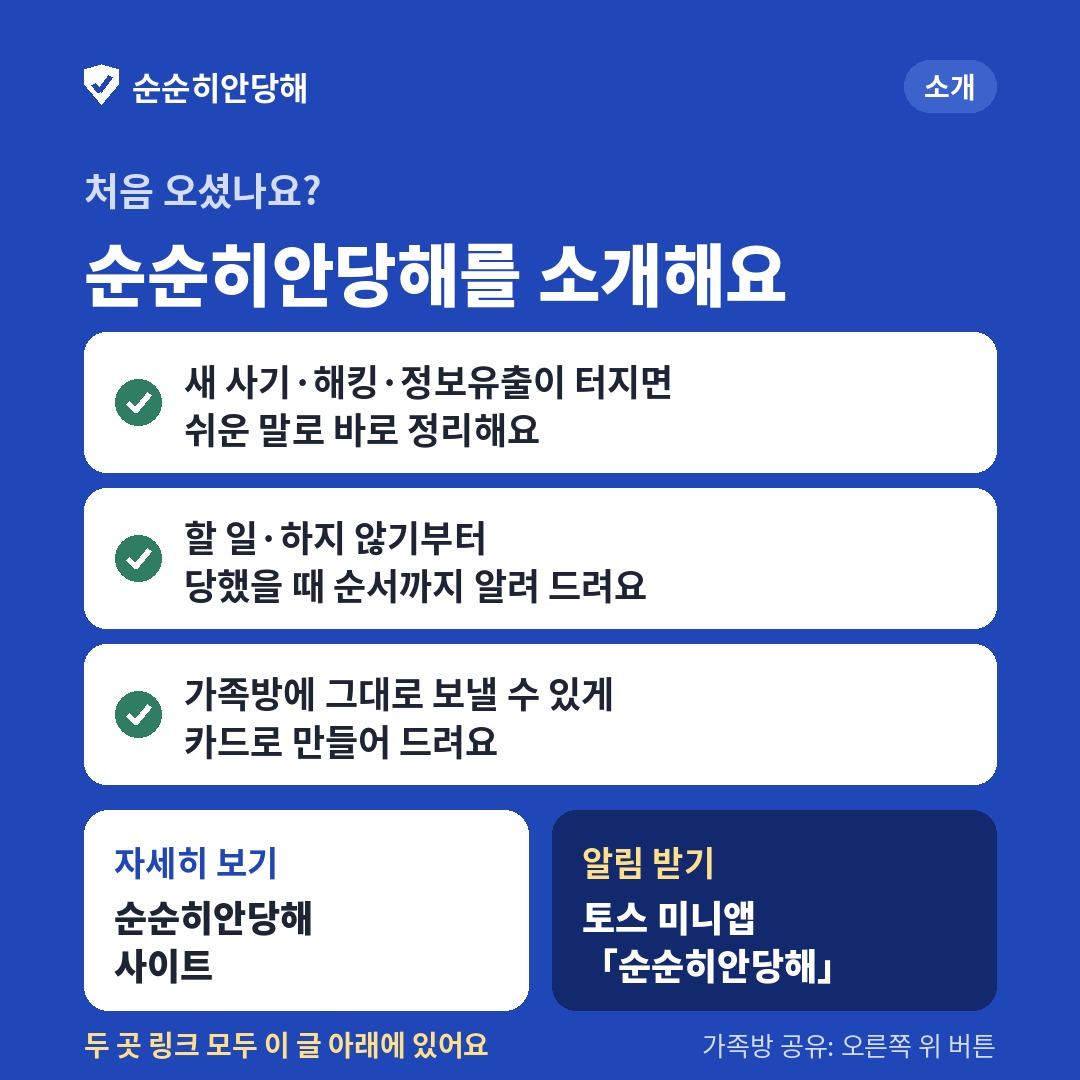 순순히안당해
소개
처음 오셨나요?
순순히안당해를 소개해요
새 사기·해킹·정보유출이 터지면
쉬운 말로 바로 정리해요
할 일·하지 않기부터
당했을 때 순서까지 알려 드려요
가족방에 그대로 보낼 수 있게
카드로 만들어 드려요
자세히 보기
순순히안당해
사이트
알림 받기
토스 미니앱
「순순히안당해」
두 곳 링크 모두 이 글 아래에 있어요
가족방 공유: 오른쪽 위 버튼